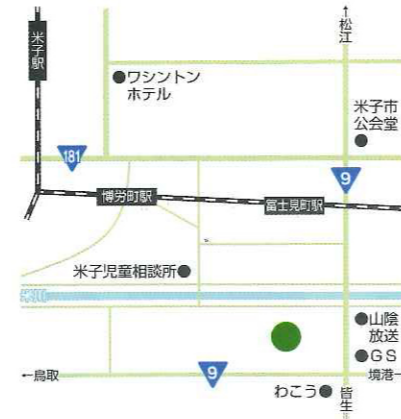 ↑松江
米子駅
●ワシントン
ホテル
米子市
公会堂
●
181
9
博労町駅
富士見町駅
米子児童相談所●
●山陰
放送
●GS
←鳥取
9
境港→
わこう●
皆生